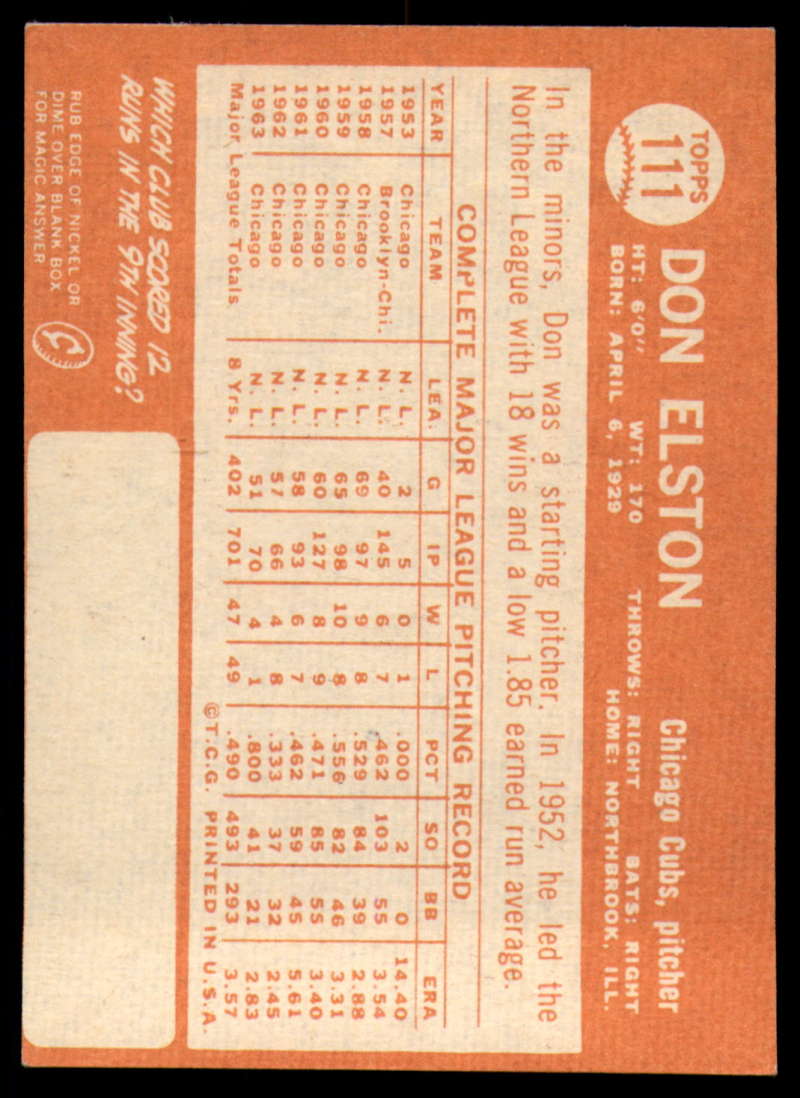 TOPPS
111
DON ELSTON
Chicago Cubs, pitcher
HT: 6'0" WT: 170 THROWS: RIGHT BATS: RIGHT
BORN: APRIL 6, 1929 HOME: NORTHBROOK, ILL.
In the minors, Don was a starting pitcher. In 1952, he led the
Northern League with 18 wins and a low 1.85 earned run average.
COMPLETE MAJOR LEAGUE PITCHING RECORD
YEAR TEAM LEA. G IP W L PCT SO BB ERA
1953 Chicago N. L. 2 5 0 1 .000 2 0 14.40
1957 Brooklyn-Chi. N. L. 40 145 6 7 .462 103 55 3.54
1958 Chicago N. L. 69 97 9 8 .529 84 39 2.88
1959 Chicago N. L. 65 98 10 8 .556 82 46 3.31
1960 Chicago N. L. 60 127 8 9 .471 85 55 3.40
1961 Chicago N. L. 58 93 6 7 .462 59 45 5.61
1962 Chicago N. L. 57 66 4 8 .333 37 32 2.45
1963 Chicago N. L. 51 70 4 1 .800 41 21 2.83
Major League Totals 8 Yrs. 402 701 47 49 .490 493 293 3.57
©T.C.G. PRINTED IN U.S.A.
WHICH CLUB SCORED 12
RUNS IN THE 9TH INNING?
RUB EDGE OF NICKEL OR
DIME OVER BLANK BOX
FOR MAGIC ANSWER